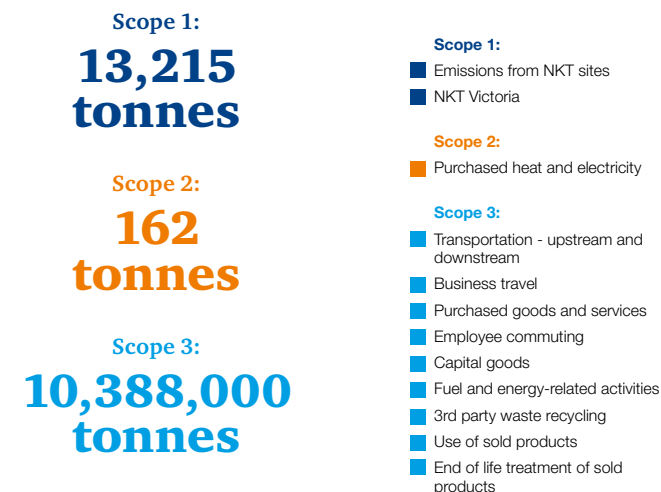 Scope 1:
13,215
tonnes
Scope 2:
162
tonnes
Scope 3:
10,388,000
tonnes
Scope 1:
Emissions from NKT sites
NKT Victoria
Scope 2:
Purchased heat and electricity
Scope 3:
Transportation - upstream and
downstream
Business travel
Purchased goods and services
Employee commuting
Capital goods
Fuel and energy-related activities
3rd party waste recycling
Use of sold products
End of life treatment of sold
products